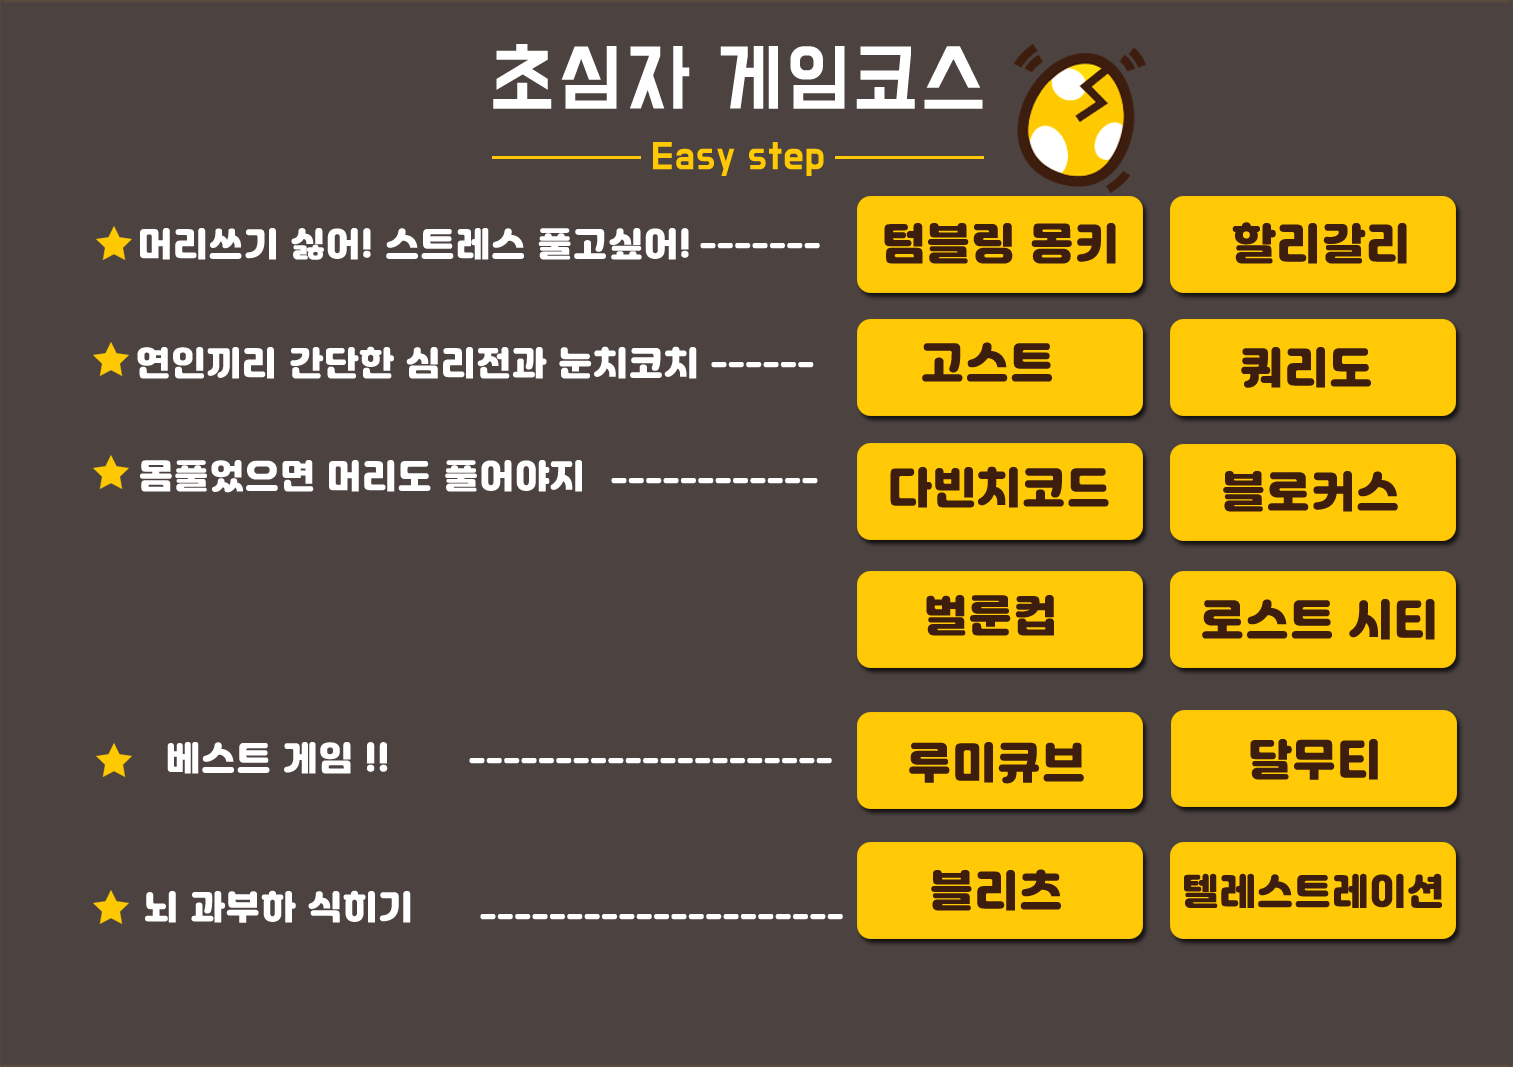 초심자 게임코스
Easy step
머리쓰기 싫어! 스트레스 풀고싶어! -------
텀블링 몽키
할리갈리
연인끼리 간단한 심리전과 눈치코치 ------
고스트
쿼리도
몸풀었으면 머리도 풀어야지 ------------
다빈치코드
블로커스
벌룬컵
로스트 시티
베스트 게임 !! ---------------------
루미큐브
달무티
뇌 과부하 식히기 ---------------------
블리츠
텔레스트레이션